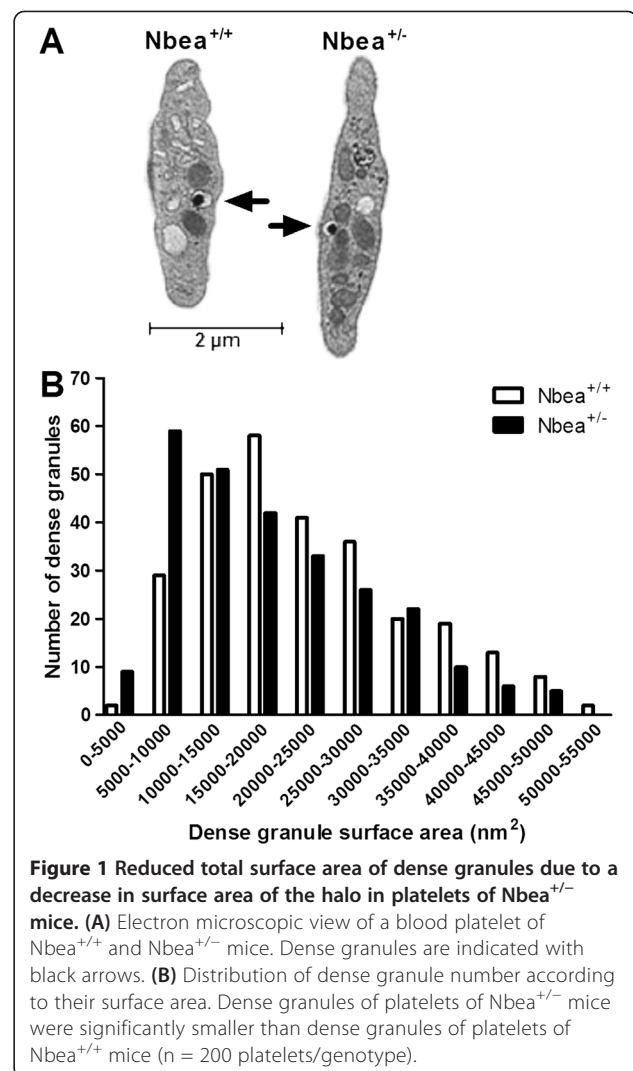 A
Nbea+/+
Nbea+/-
2 µm
B
Nbea+/+
Nbea+/-
Number of dense granules
70
60
50
40
30
20
10
0
0-5000
5000-10000
10000-15000
15000-20000
20000-25000
25000-30000
30000-35000
35000-40000
40000-45000
45000-50000
50000-55000
Dense granule surface area (nm²)
Figure 1 Reduced total surface area of dense granules due to a
decrease in surface area of the halo in platelets of Nbea+/−
mice. (A) Electron microscopic view of a blood platelet of
Nbea+/+ and Nbea+/− mice. Dense granules are indicated with
black arrows. (B) Distribution of dense granule number according
to their surface area. Dense granules of platelets of Nbea+/− mice
were significantly smaller than dense granules of platelets of
Nbea+/+ mice (n = 200 platelets/genotype).